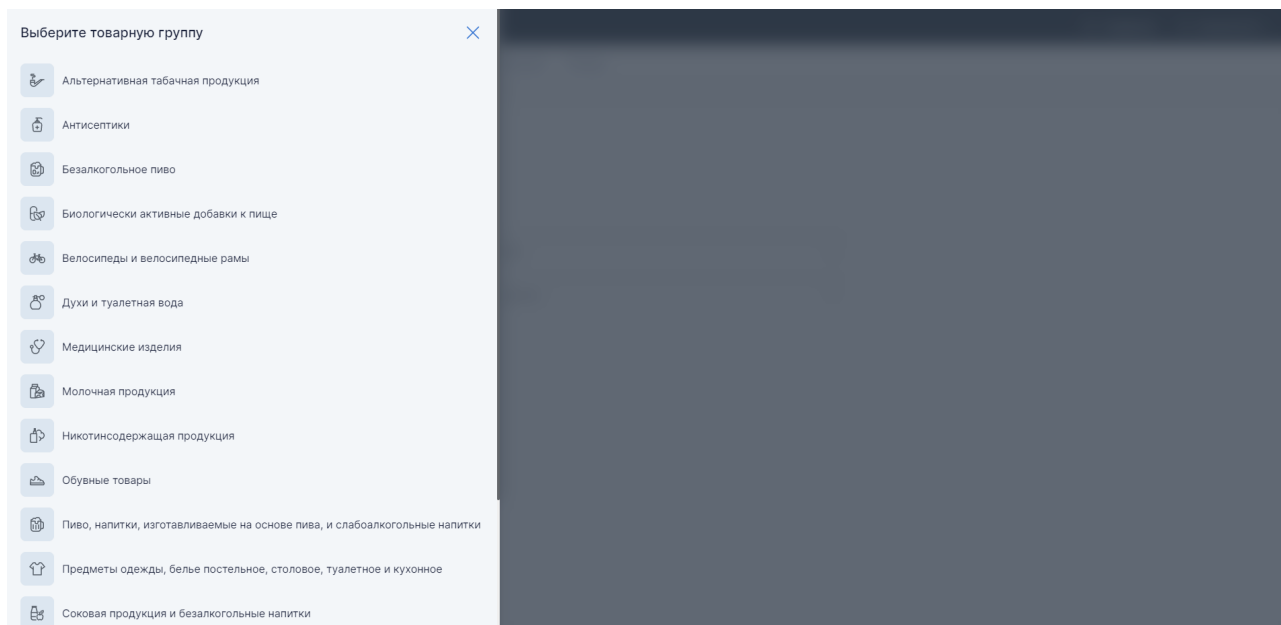 Выберите товарную группу
Альтернативная табачная продукция
Антисептики
Безалкогольное пиво
Биологически активные добавки к пище
Велосипеды и велосипедные рамы
Духи и туалетная вода
Медицинские изделия
Молочная продукция
Никотинсодержащая продукция
Обувные товары
Пиво, напитки, изготавливаемые на основе пива, и слабоалкогольные напитки
Предметы одежды, белье постельное, столовое, туалетное и кухонное
Соковая продукция и безалкогольные напитки